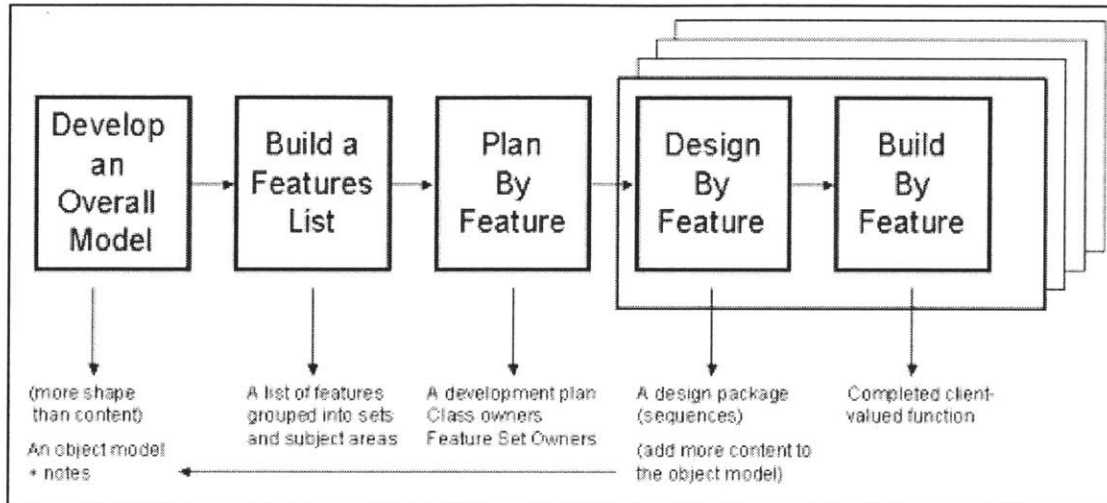 Develop
an
Overall
Model
Build a
Features
List
Plan
By
Feature
Design
By
Feature
Build
By
Feature
(more shape
than content)
An object model
+ notes
A list of features
grouped into sets
and subject areas
A development plan
Class owners
Feature Set Owners
A design package
(sequences)
(add more content to
the object model)
Completed client-
valued function